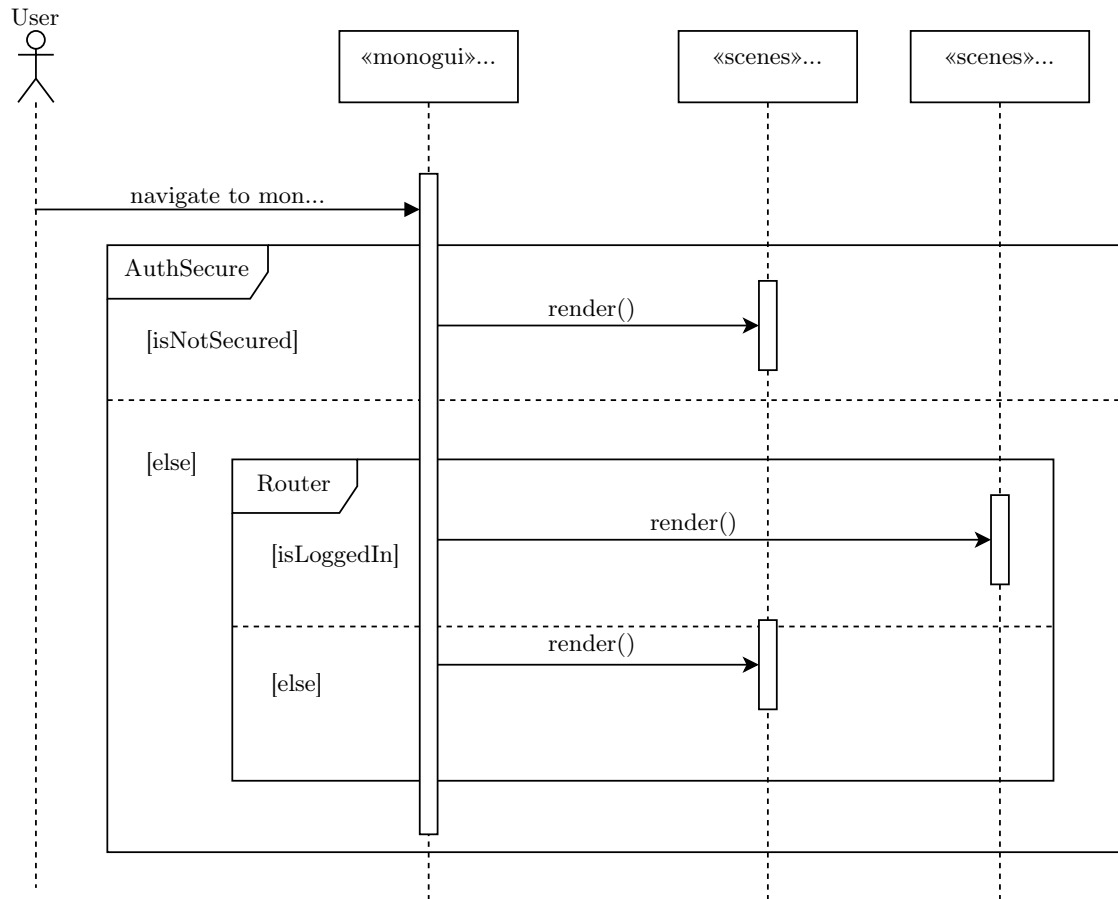 User
«monogui»...
«scenes»...
«scenes»...
navigate to mon...
AuthSecure
render()
[isNotSecured]
[else]
Router
render()
[isLoggedIn]
render()
[else]